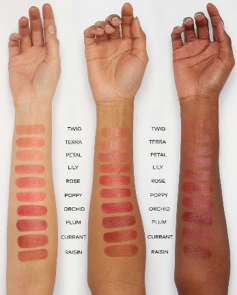 TWIG TWIG
TERRA TERRA
PETAL PETAL
LILY LILY
ROSE ROSE
POPPY POPPY
ORCHID ORCHID
PLUM PLUM
CURRANT CURRANT
RAISIN RAISIN